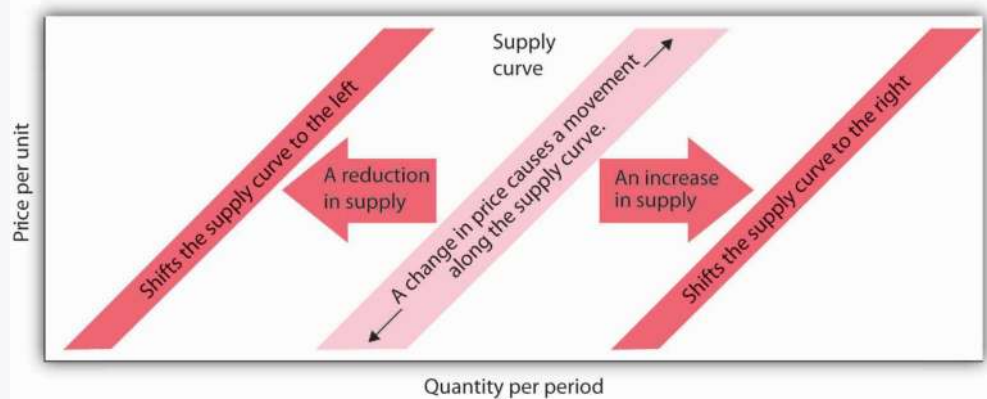 Supply
curve
Price per unit
Shifts the supply curve to the left
A reduction
in supply
A change in price causes a movement
along the supply curve.
An increase
in supply
Shifts the supply curve to the right
Quantity per period